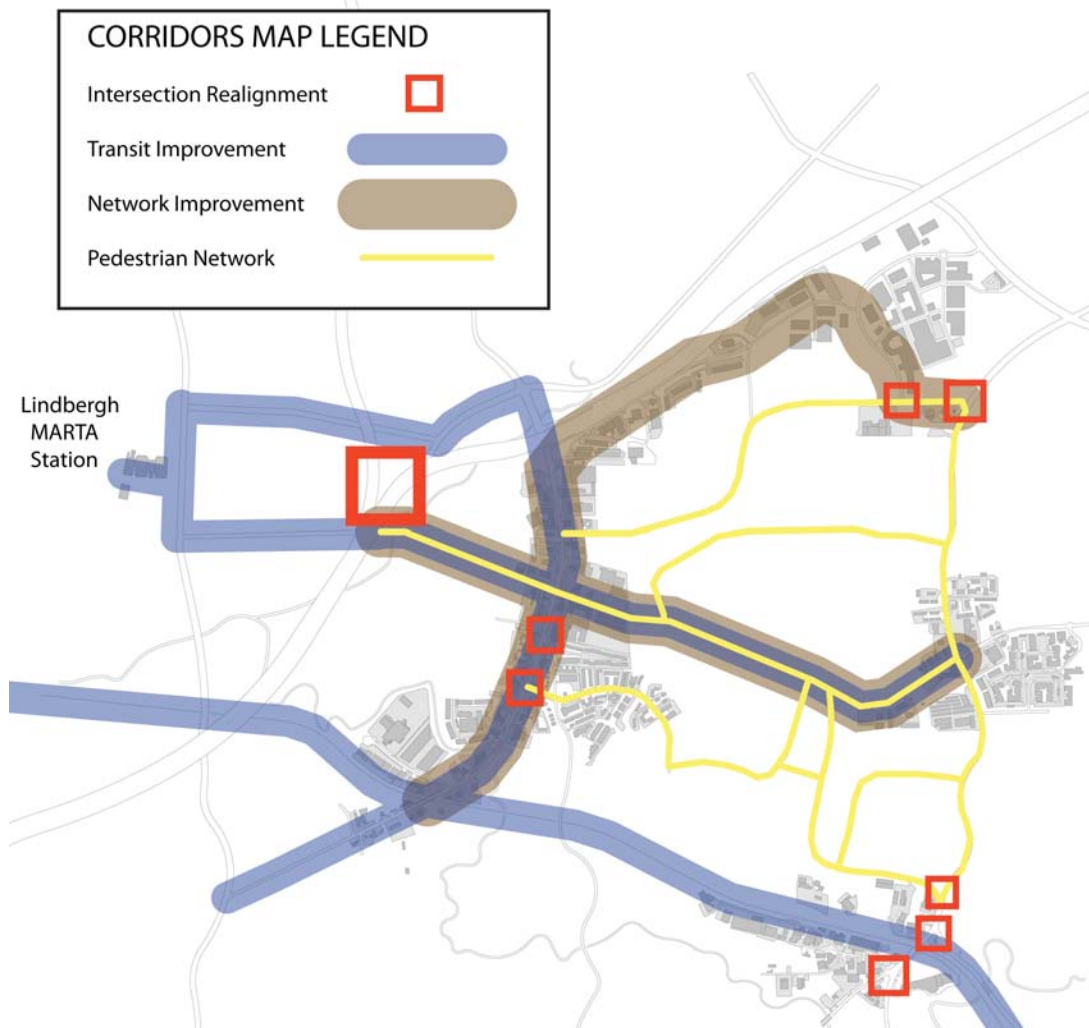 CORRIDORS MAP LEGEND
Intersection Realignment
Transit Improvement
Network Improvement
Pedestrian Network
Lindbergh
MARTA
Station